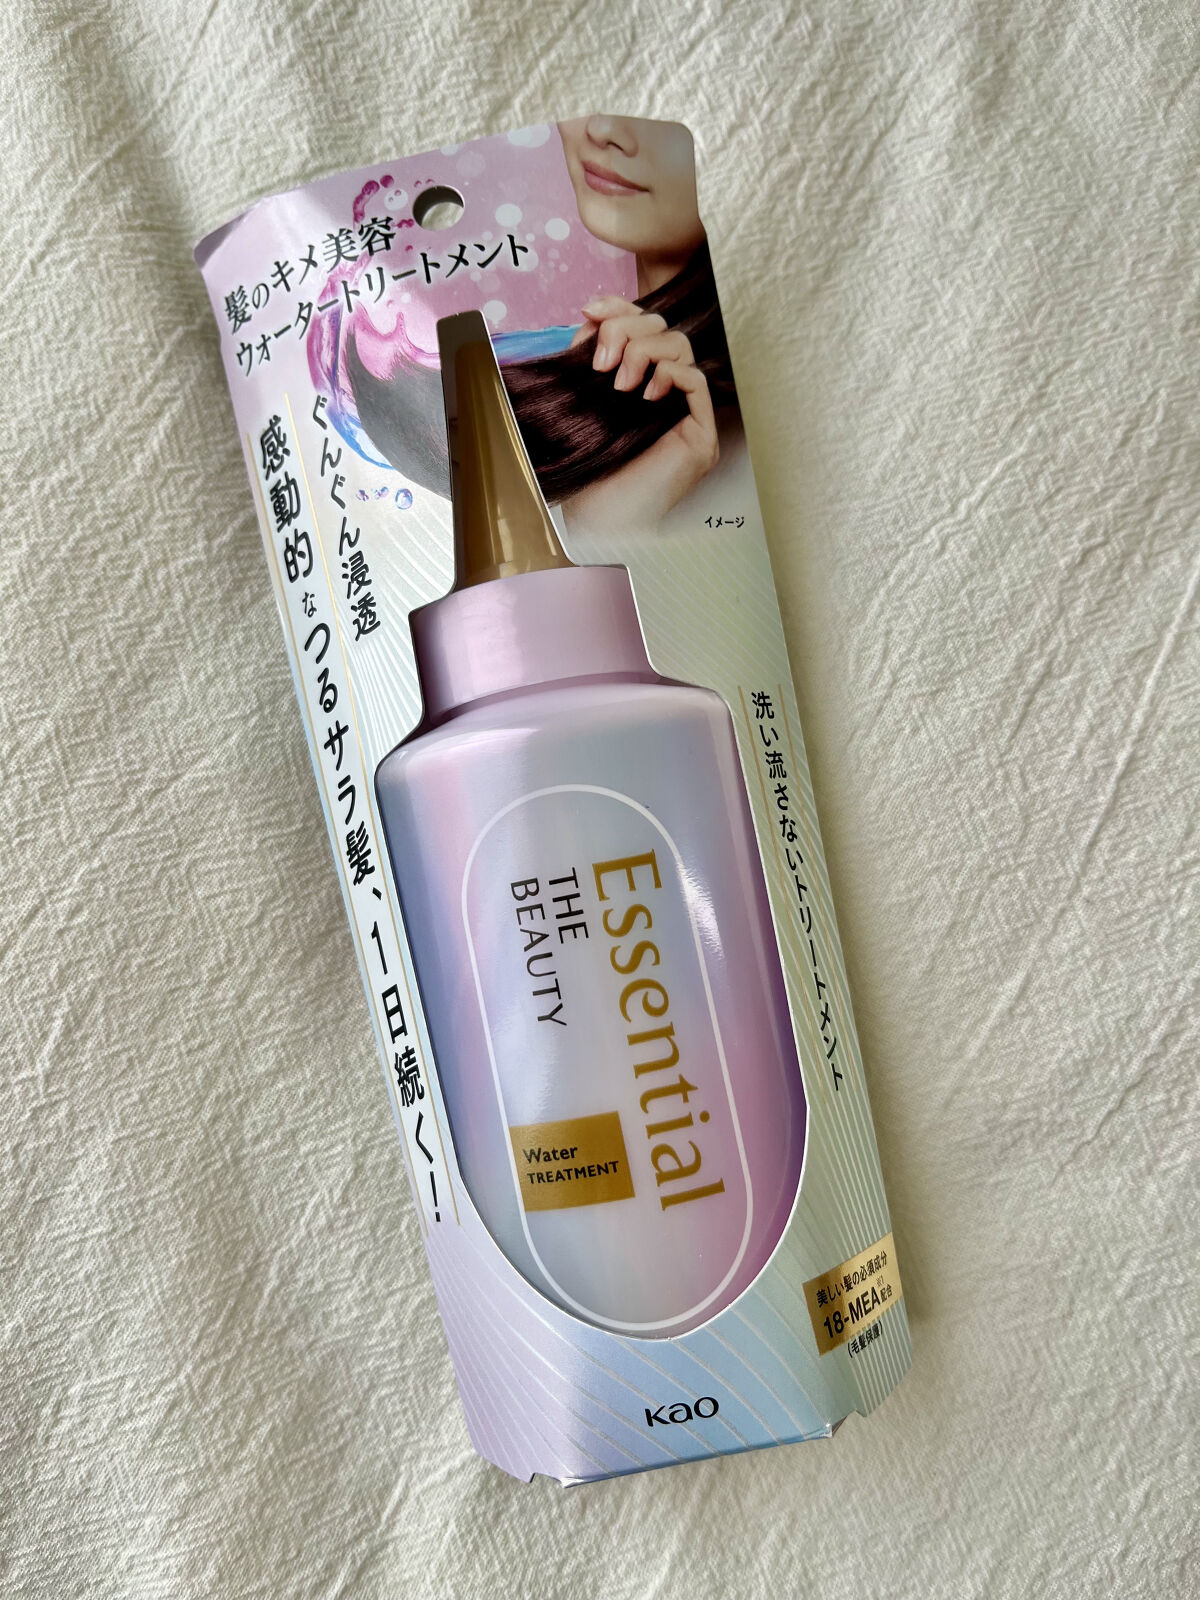 髪のキメ美容
ウォータートリートメント
ぐんぐん浸透
感動的なつるサラ髪、1日続く!
イメージ
洗い流さないトリートメント
Essential
THE
BEAUTY
Water
TREATMENT
美しい髪の必須成分
18-MEA※1配合
(毛髪保護)
Kao